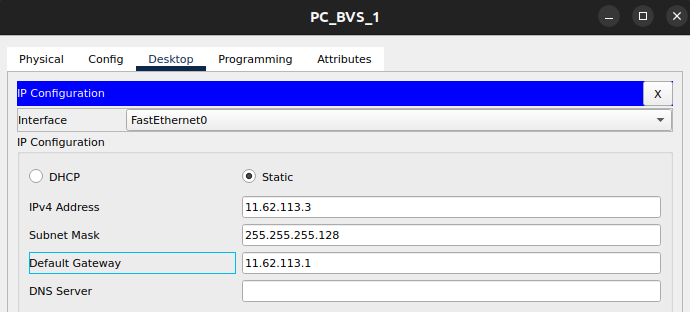 PC_BVS_1
Physical Config Desktop Programming Attributes
IP Configuration X
Interface FastEthernet0
IP Configuration
DHCP Static
IPv4 Address 11.62.113.3
Subnet Mask 255.255.255.128
Default Gateway 11.62.113.1
DNS Server